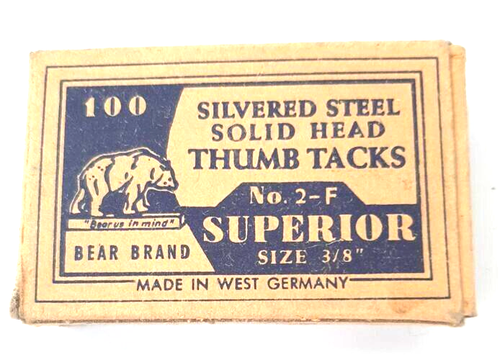 100
SILVERED STEEL
SOLID HEAD
THUMB TACKS
"Bear us in mind"
BEAR BRAND
No. 2-F
SUPERIOR
SIZE 3/8"
MADE IN WEST GERMANY